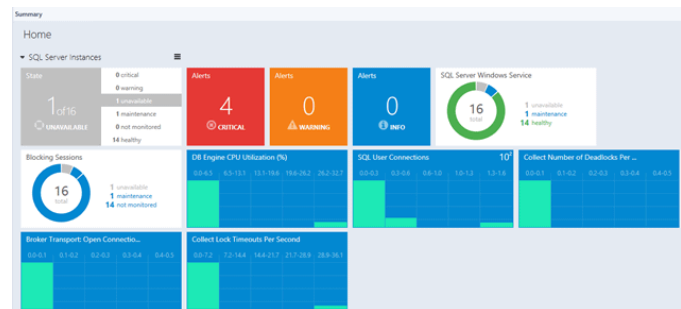 Summary
Home
SQL Server Instances
State
1 of 16
UNAVAILABLE
0 critical
0 warning
1 unavailable
1 maintenance
0 not monitored
14 healthy
Alerts
4
CRITICAL
Alerts
0
WARNING
Alerts
0
INFO
SQL Server Windows Service
16
total
1 unavailable
1 maintenance
14 healthy
Blocking Sessions
16
total
1 unavailable
1 maintenance
14 not monitored
DB Engine CPU Utilization (%)
0.0-6.5 6.5-13.1 13.1-19.6 19.6-26.2 26.2-32.7
SQL User Connections 10²
0.0-0.3 0.3-0.6 0.6-1.0 1.0-1.3 1.3-1.6
Collect Number of Deadlocks Per ...
0.0-0.1 0.1-0.2 0.2-0.3 0.3-0.4 0.4-0.5
Broker Transport: Open Connectio...
0.0-0.1 0.1-0.2 0.2-0.3 0.3-0.4 0.4-0.5
Collect Lock Timeouts Per Second
0.0-7.2 7.2-14.4 14.4-21.7 21.7-28.9 28.9-36.1